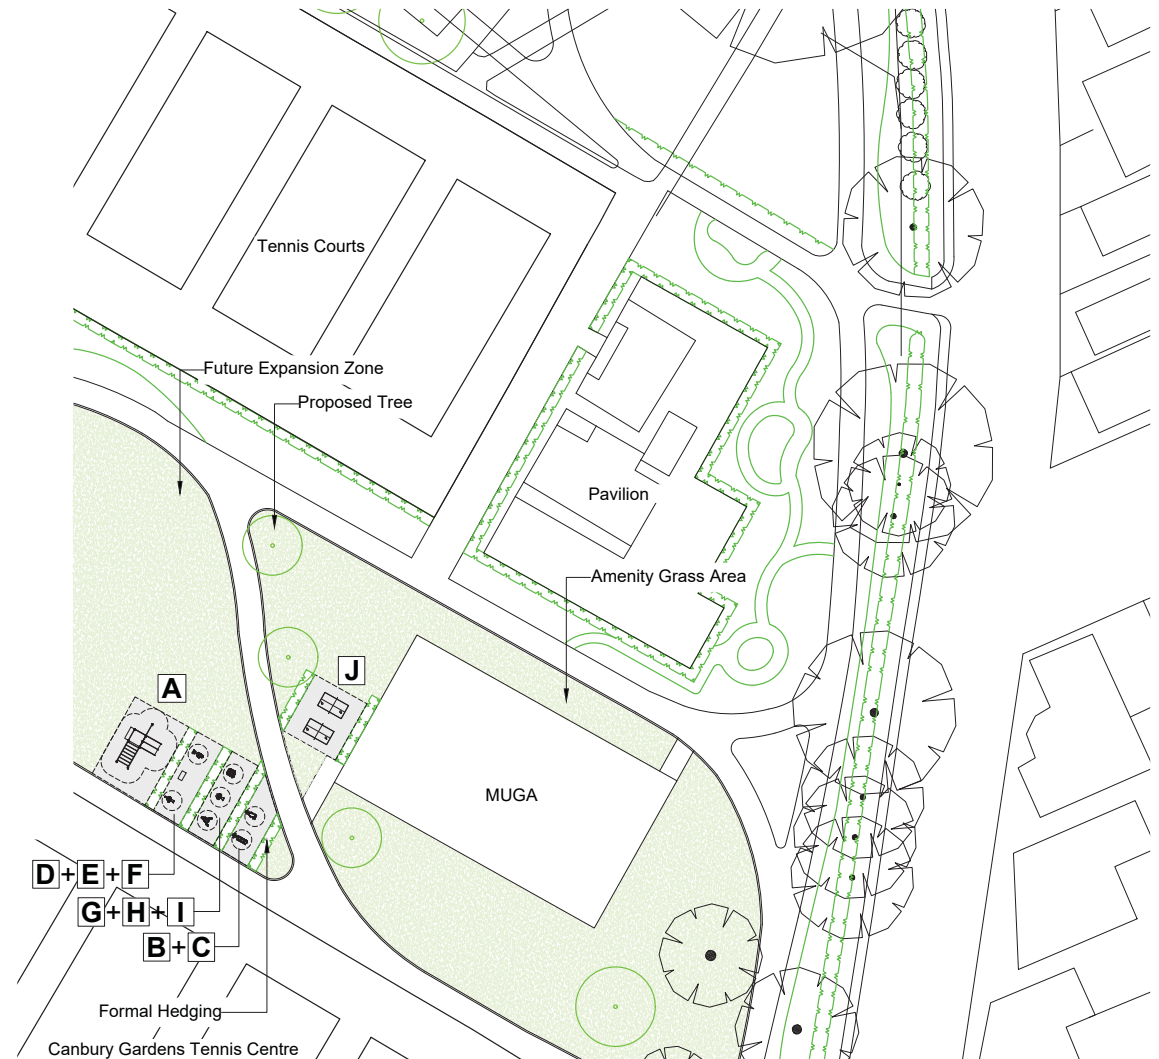 Tennis Courts
Future Expansion Zone
Proposed Tree
Pavilion
Amenity Grass Area
J
A
MUGA
D+E+F
G+H+I
B+C
Formal Hedging
Canbury Gardens Tennis Centre